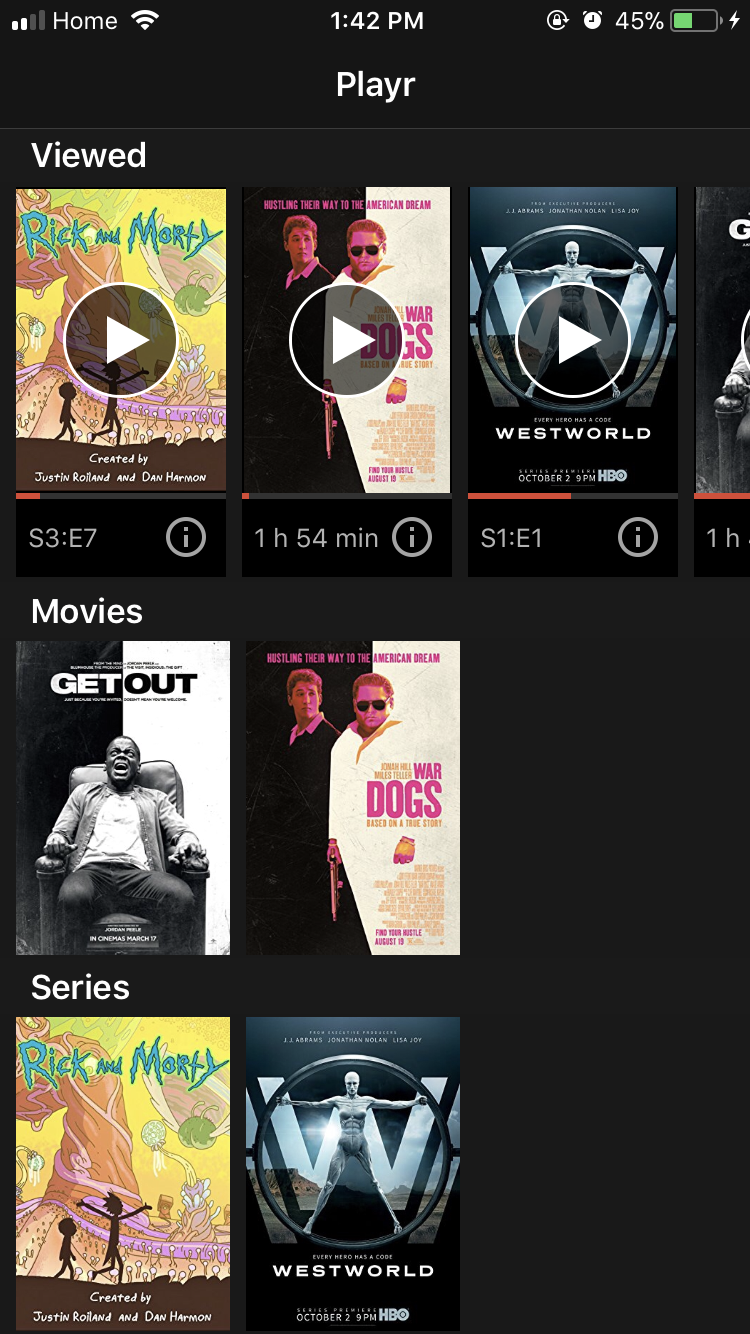 Home
1:42 PM
45%
Playr
Viewed
Rick and Morty
Created by
Justin Roiland and Dan Harmon
S3:E7
HUSTLING THEIR WAY TO THE AMERICAN DREAM
JONAH HILL
MILES TELLER
WAR
DOGS
BASED ON A TRUE STORY
FIND YOUR HUSTLE
AUGUST 19
1 h 54 min
FROM EXECUTIVE PRODUCERS
J.J. ABRAMS JONATHAN NOLAN LISA JOY
EVERY HERO HAS A CODE
WESTWORLD
SERIES PREMIERE
OCTOBER 2 9PM HBO
S1:E1
G
1 h
Movies
GET OUT
JUST BECAUSE YOU'RE INVITED, DOESN'T MEAN YOU'RE WELCOME.
JORDAN PEELE
IN CINEMAS MARCH 17
HUSTLING THEIR WAY TO THE AMERICAN DREAM
JONAH HILL
MILES TELLER
WAR
DOGS
BASED ON A TRUE STORY
FIND YOUR HUSTLE
AUGUST 19
Series
Rick and Morty
Created by
Justin Roiland and Dan Harmon
FROM EXECUTIVE PRODUCERS
J.J. ABRAMS JONATHAN NOLAN LISA JOY
EVERY HERO HAS A CODE
WESTWORLD
SERIES PREMIERE
OCTOBER 2 9PM HBO